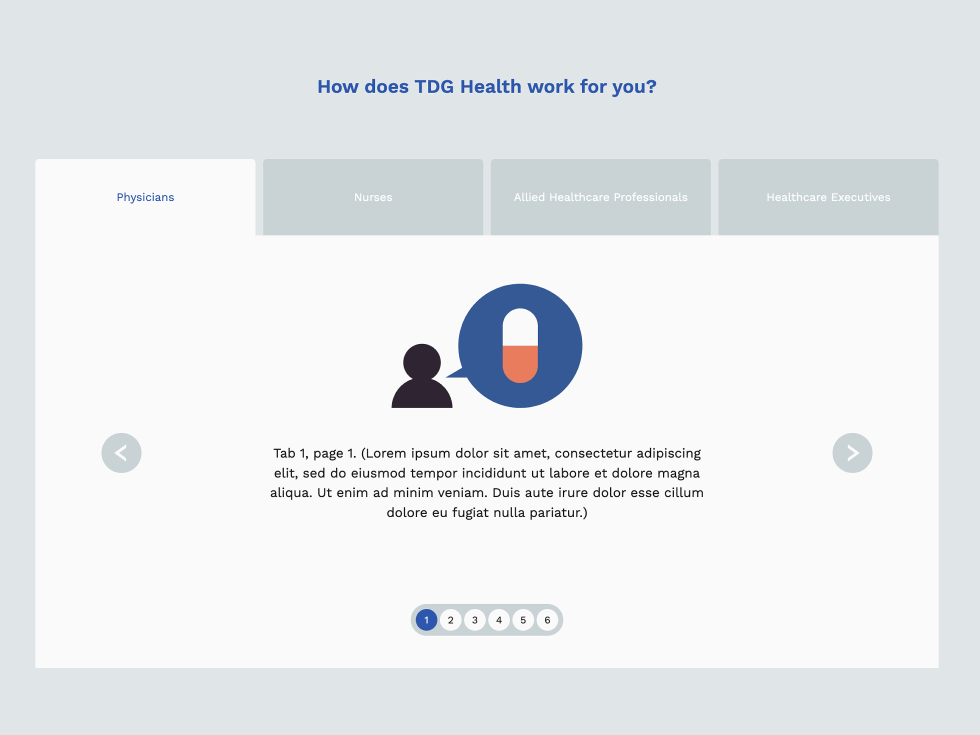 How does TDG Health work for you?
Physicians
Nurses
Allied Healthcare Professionals
Healthcare Executives
Tab 1, page 1. (Lorem ipsum dolor sit amet, consectetur adipiscing
elit, sed do eiusmod tempor incididunt ut labore et dolore magna
aliqua. Ut enim ad minim veniam. Duis aute irure dolor esse cillum
dolore eu fugiat nulla pariatur.)
1 2 3 4 5 6